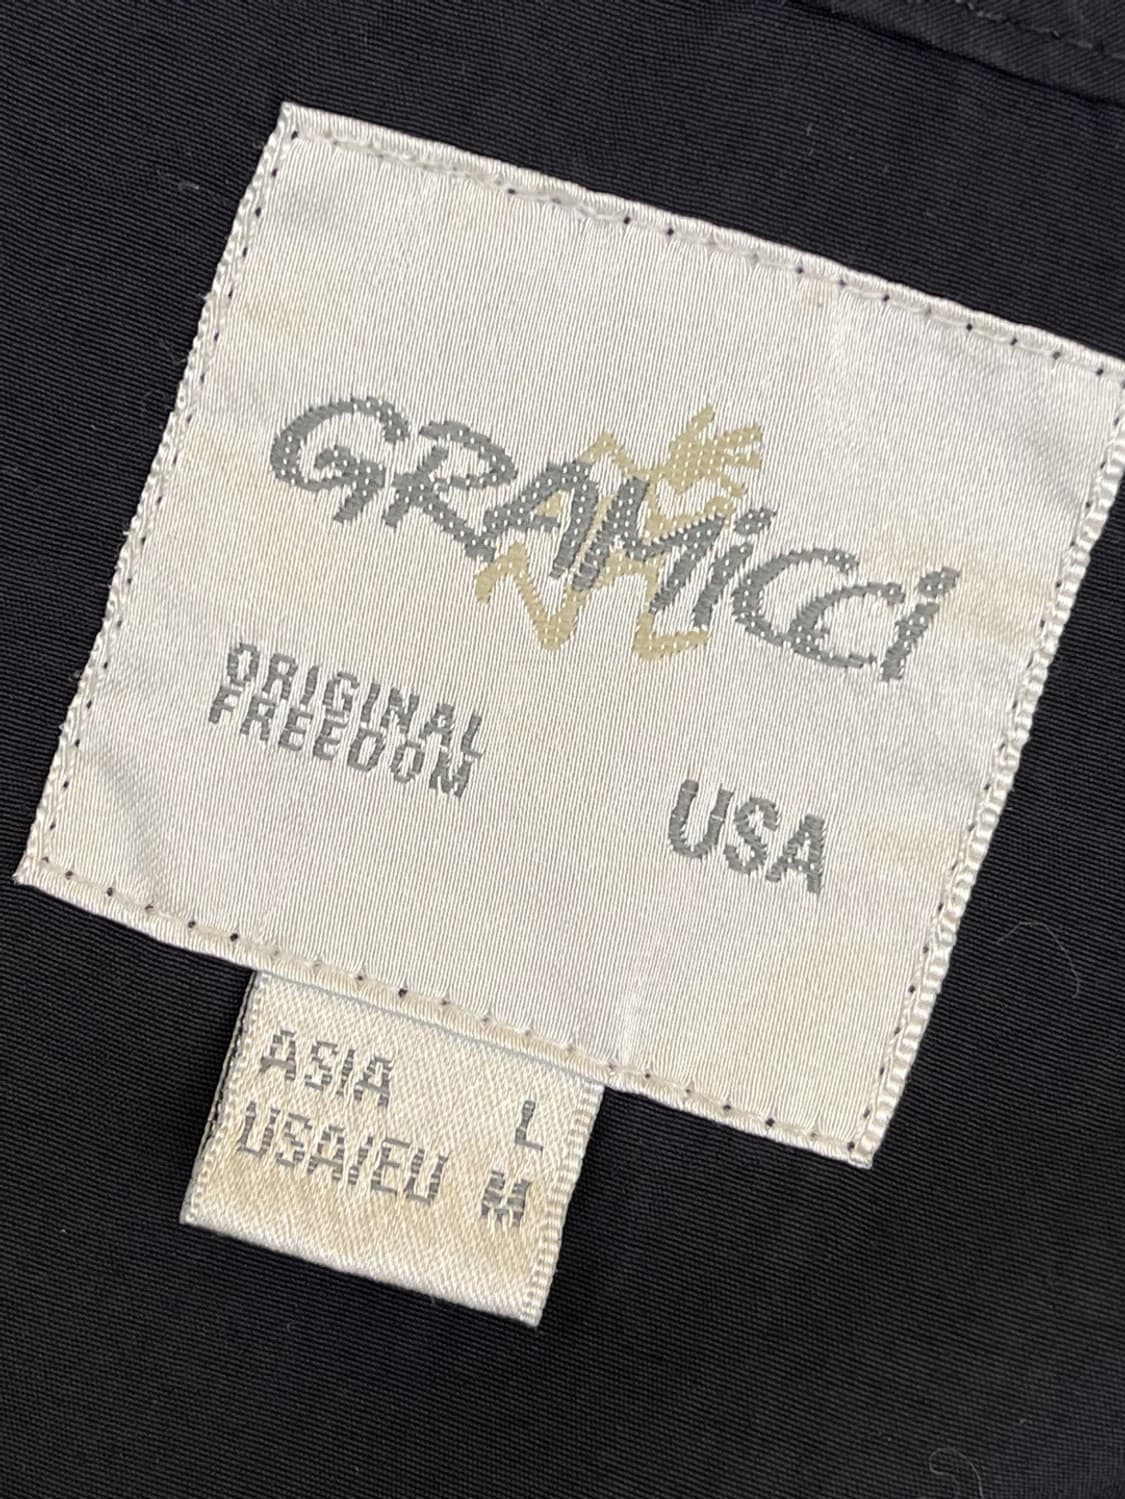 GRAMiCCi
ORIGINAL
FREEDOM
USA
ASIA L
USA/EU M